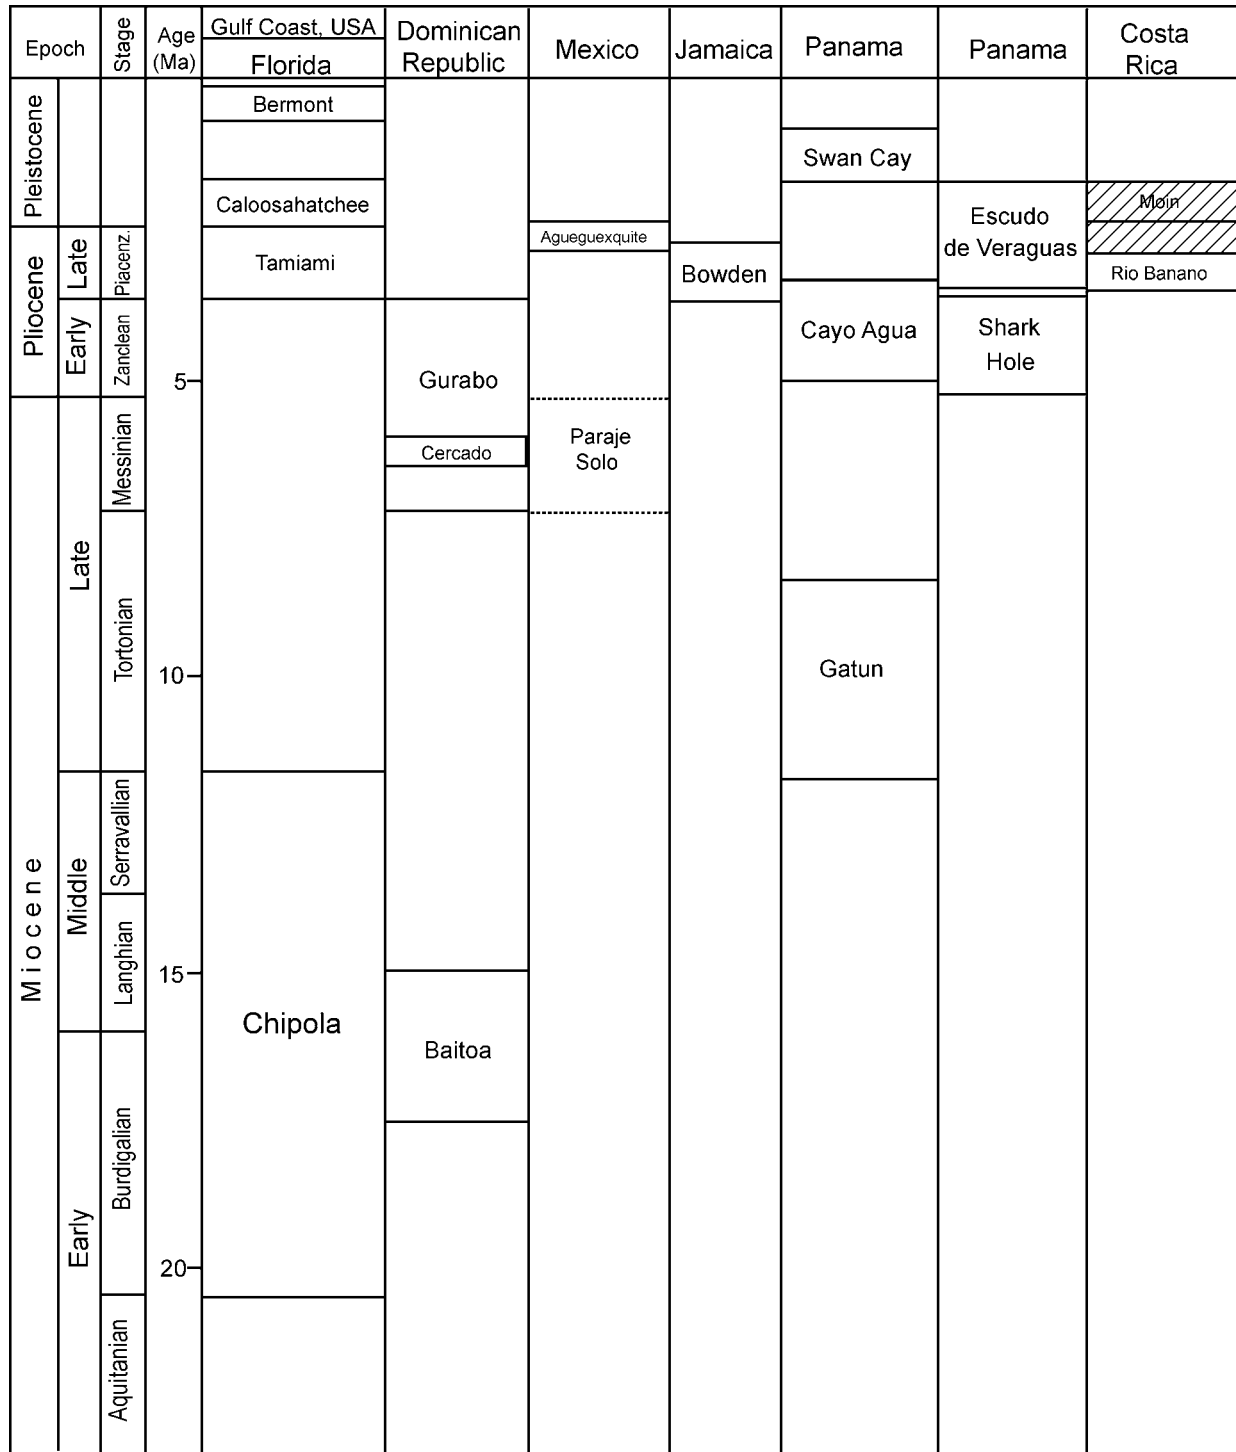 Epoch
Stage
Age
(Ma)
Gulf Coast, USA
Florida
Dominican
Republic
Mexico
Jamaica
Panama
Panama
Costa
Rica
Pleistocene
Pliocene
Miocene
Late
Early
Late
Middle
Early
Piacenz.
Zanclean
Messinian
Tortonian
Serravallian
Langhian
Burdigalian
Aquitanian
5
10
15
20
Bermont
Caloosahatchee
Tamiami
Chipola
Gurabo
Cercado
Baitoa
Agueguexquite
Paraje
Solo
Bowden
Swan Cay
Cayo Agua
Gatun
Escudo
de Veraguas
Shark
Hole
Moin
Rio Banano